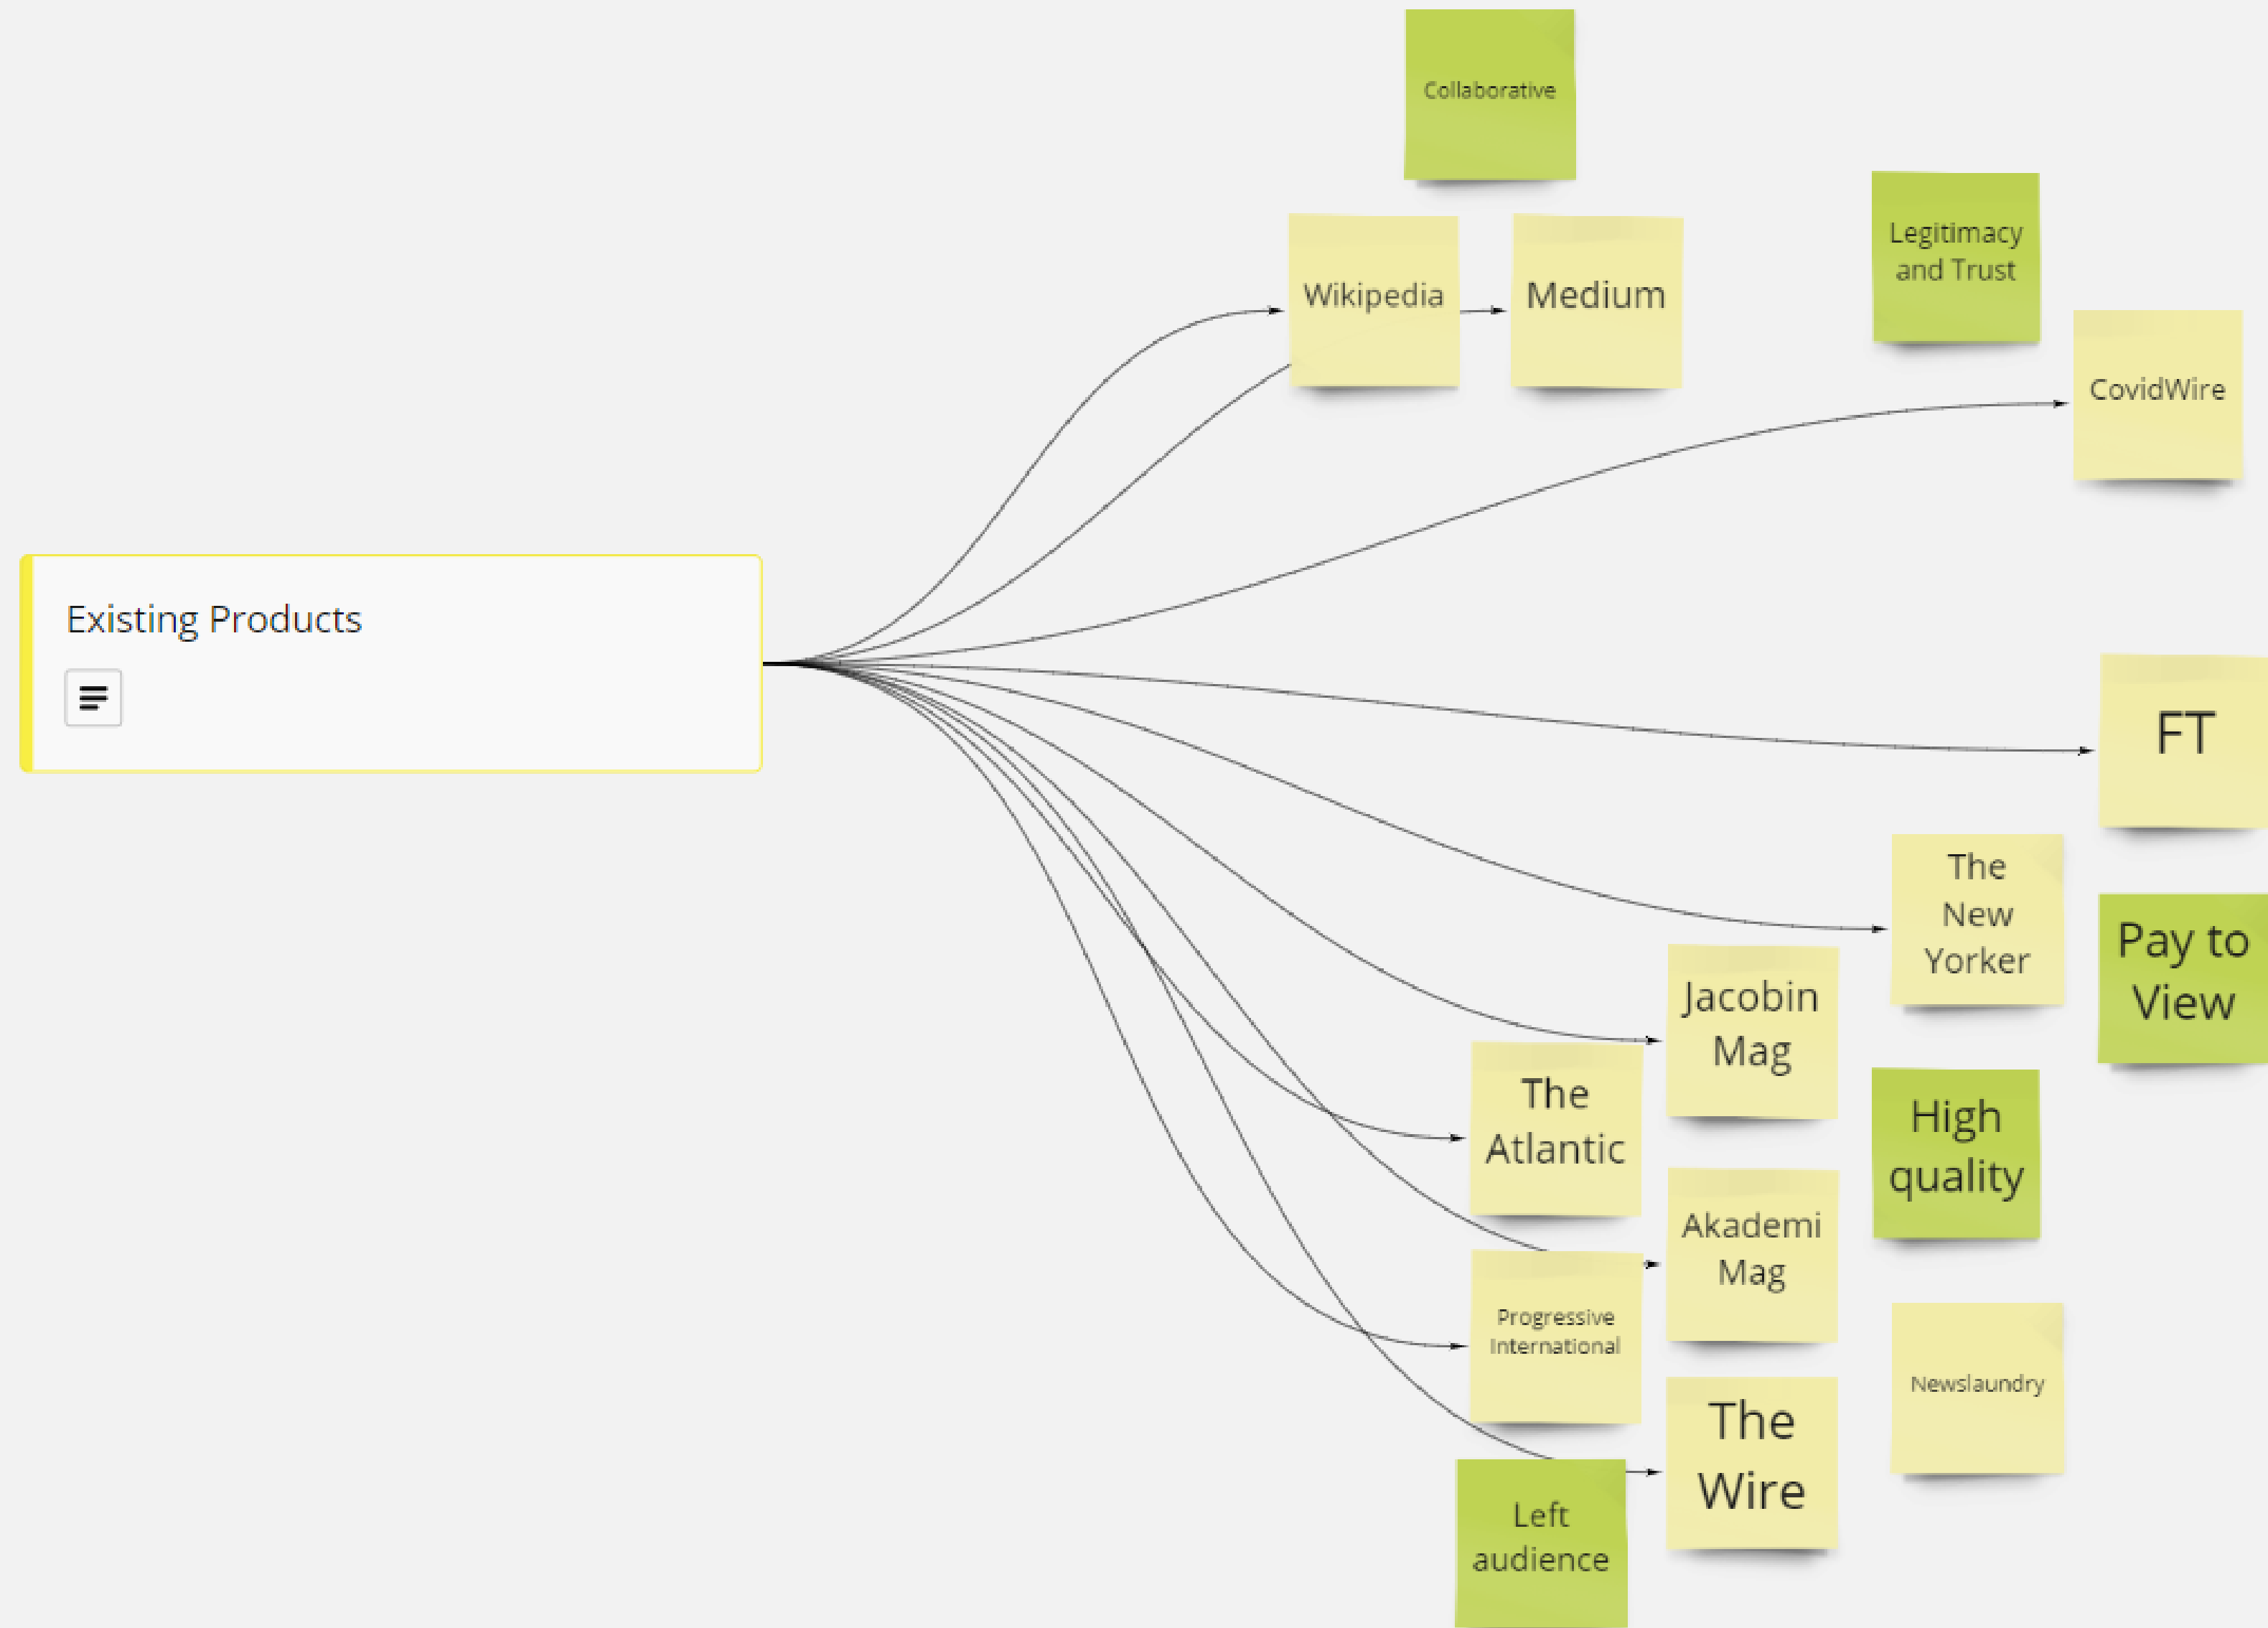 Collaborative
Legitimacy
and Trust
Wikipedia
Medium
CovidWire
Existing Products
FT
The
New
Yorker
Pay to
View
Jacobin
Mag
The
Atlantic
High
quality
Akademi
Mag
Progressive
International
Newslaundry
The
Wire
Left
audience